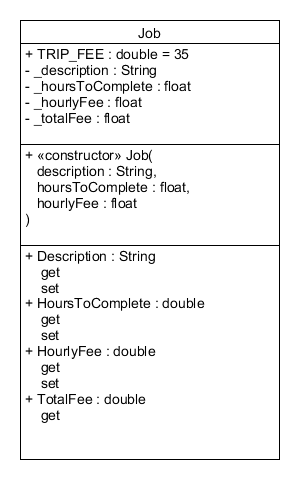 Job
+ TRIP_FEE : double = 35
- _description : String
- _hoursToComplete : float
- _hourlyFee : float
- _totalFee : float
+ «constructor» Job(
description : String,
hoursToComplete : float,
hourlyFee : float
)
+ Description : String
get
set
+ HoursToComplete : double
get
set
+ HourlyFee : double
get
set
+ TotalFee : double
get